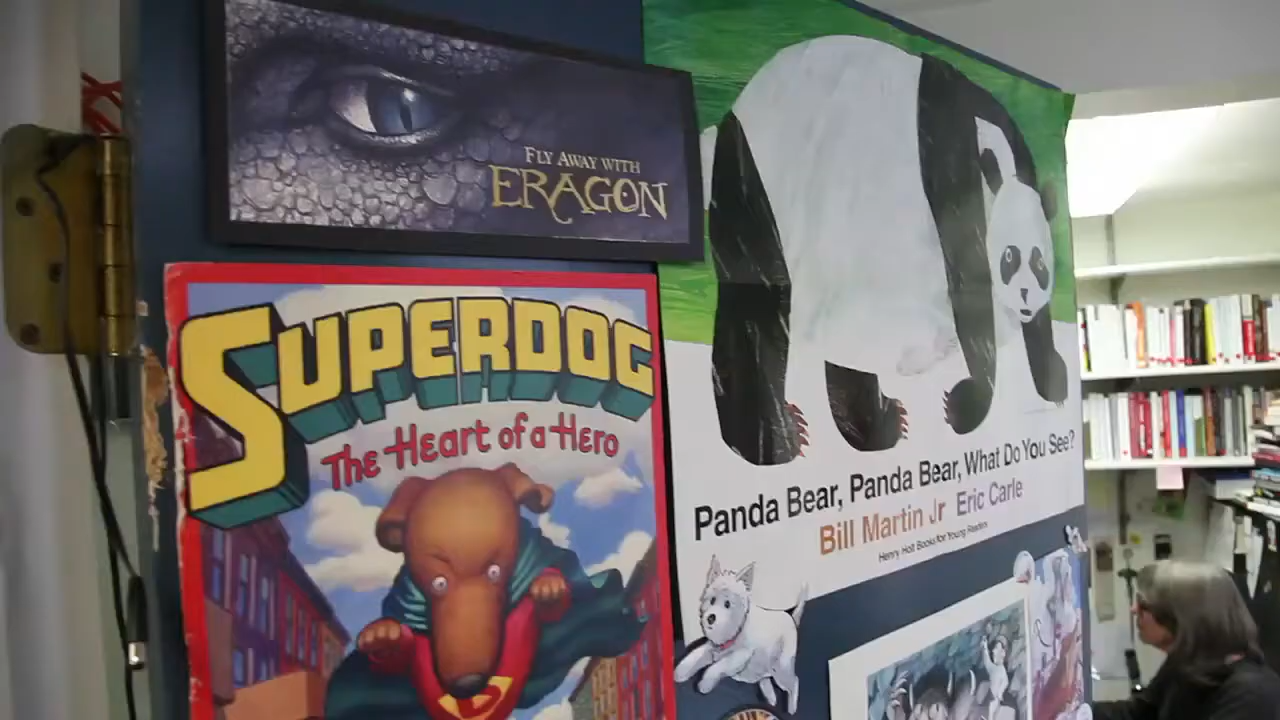 FLY AWAY WITH
ERAGON
SUPERDOG
The Heart of a Hero
Panda Bear, Panda Bear, What Do You See?
Bill Martin Jr Eric Carle
Henry Holt Books for Young Readers
S